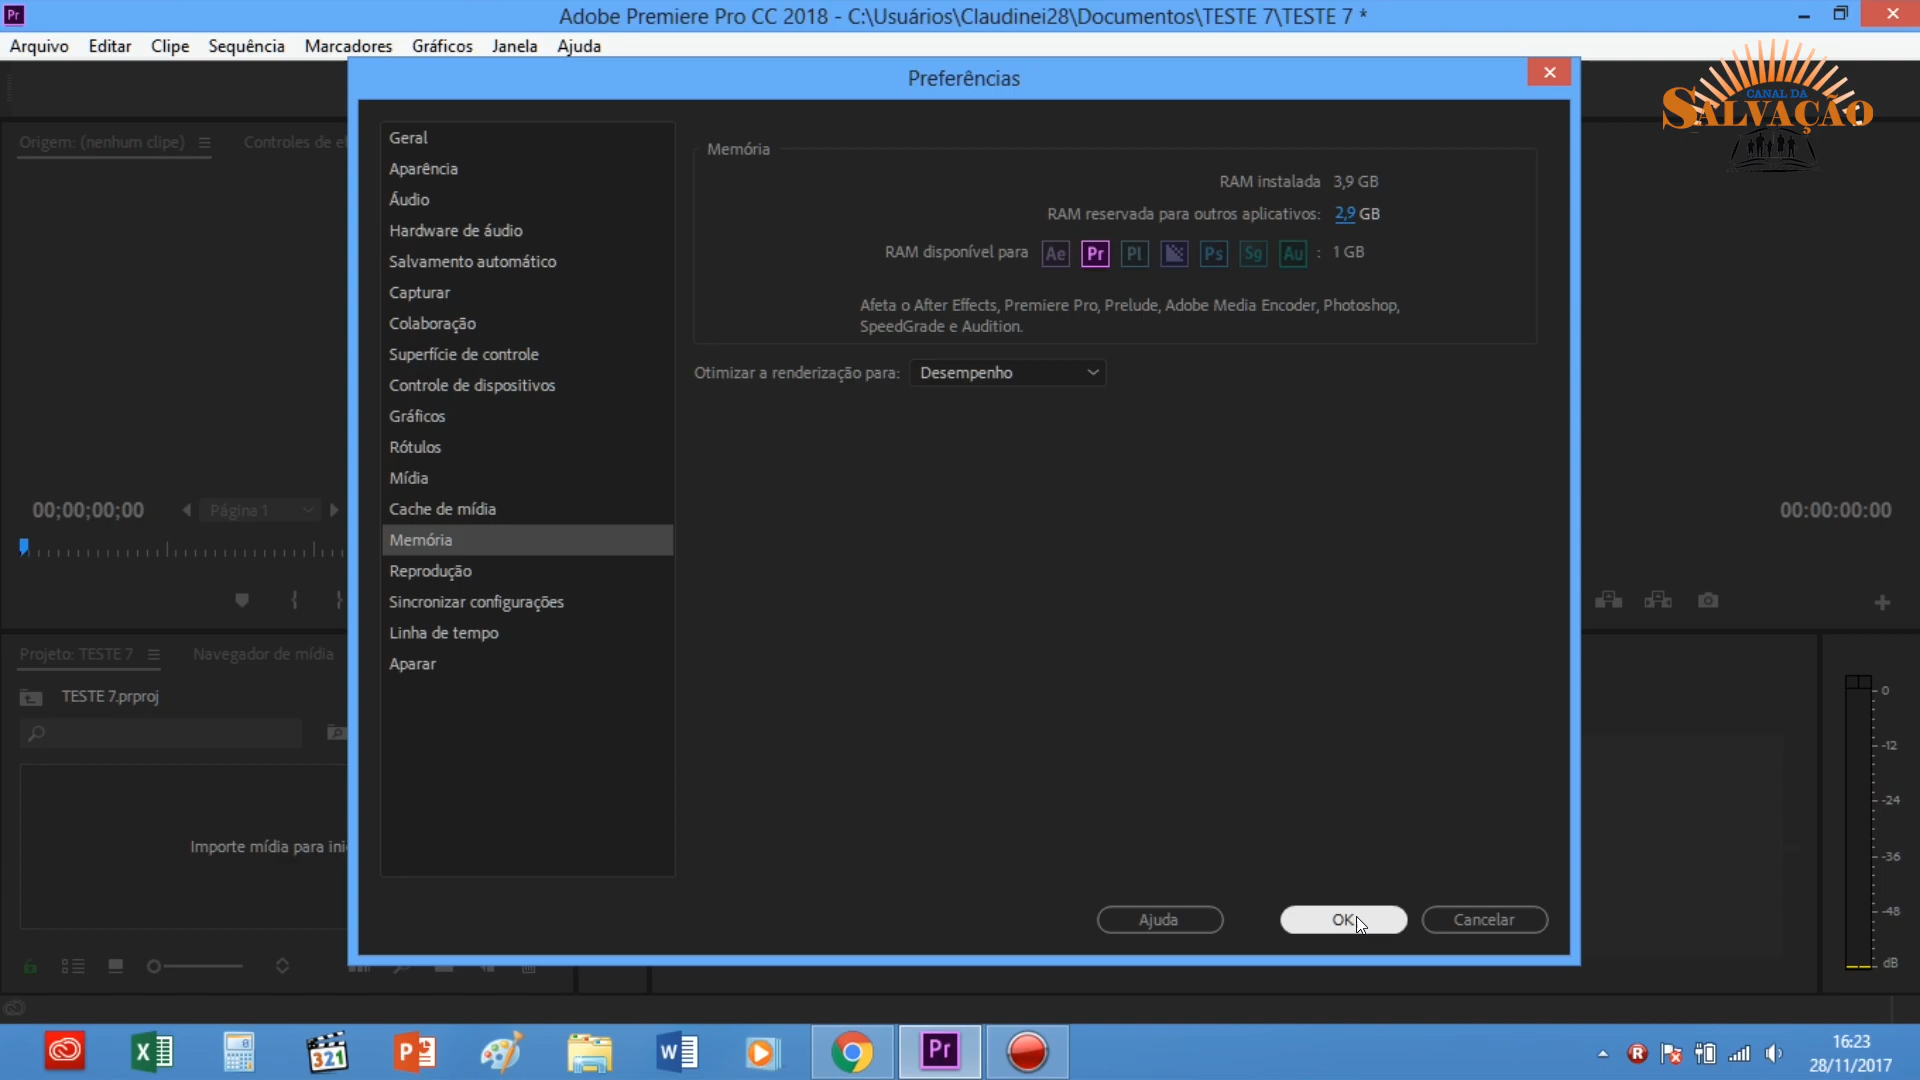 Pr
Adobe Premiere Pro CC 2018 - C:\Usuários\Claudinei28\Documentos\TESTE 7\TESTE 7 *
Arquivo Editar Clipe Sequência Marcadores Gráficos Janela Ajuda
Preferências
CANAL DA
SALVAÇÃO
Origem: (nenhum clipe)
Controles de
Geral
Aparência
Áudio
Hardware de áudio
Salvamento automático
Capturar
Colaboração
Superfície de controle
Controle de dispositivos
Gráficos
Rótulos
Mídia
Cache de mídia
Memória
Reprodução
Sincronizar configurações
Linha de tempo
Aparar
Memória
RAM instalada 3,9 GB
RAM reservada para outros aplicativos: 2,9 GB
RAM disponível para Ae Pr Pl Ps Sg Au : 1 GB
Afeta o After Effects, Premiere Pro, Prelude, Adobe Media Encoder, Photoshop,
SpeedGrade e Audition.
Otimizar a renderização para: Desempenho
Ajuda OK Cancelar
00;00;00;00
Página 1
00:00:00:00
Projeto: TESTE 7
Navegador de mídia
TESTE 7.prproj
Importe mídia para
0
-12
-24
-36
-48
dB
321
Pr
16:23
28/11/2017